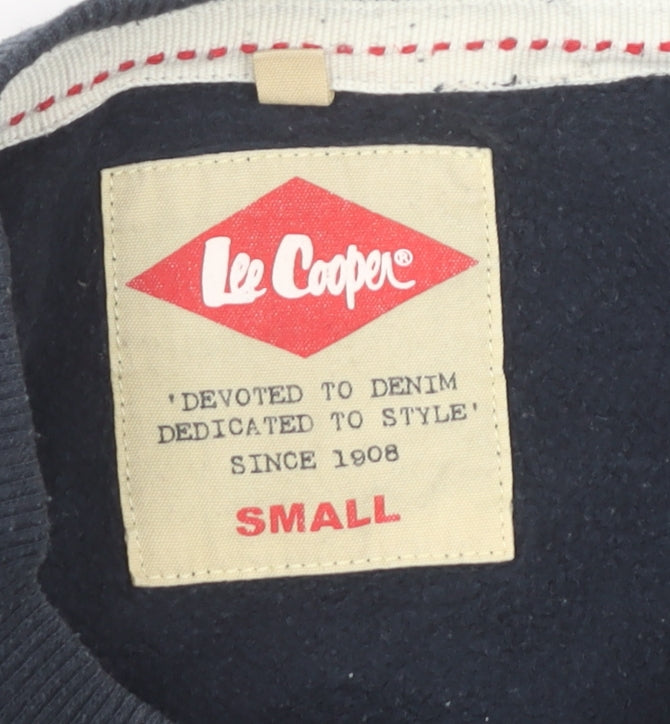 Lee Cooper®
'DEVOTED TO DENIM
DEDICATED TO STYLE'
SINCE 1908
SMALL